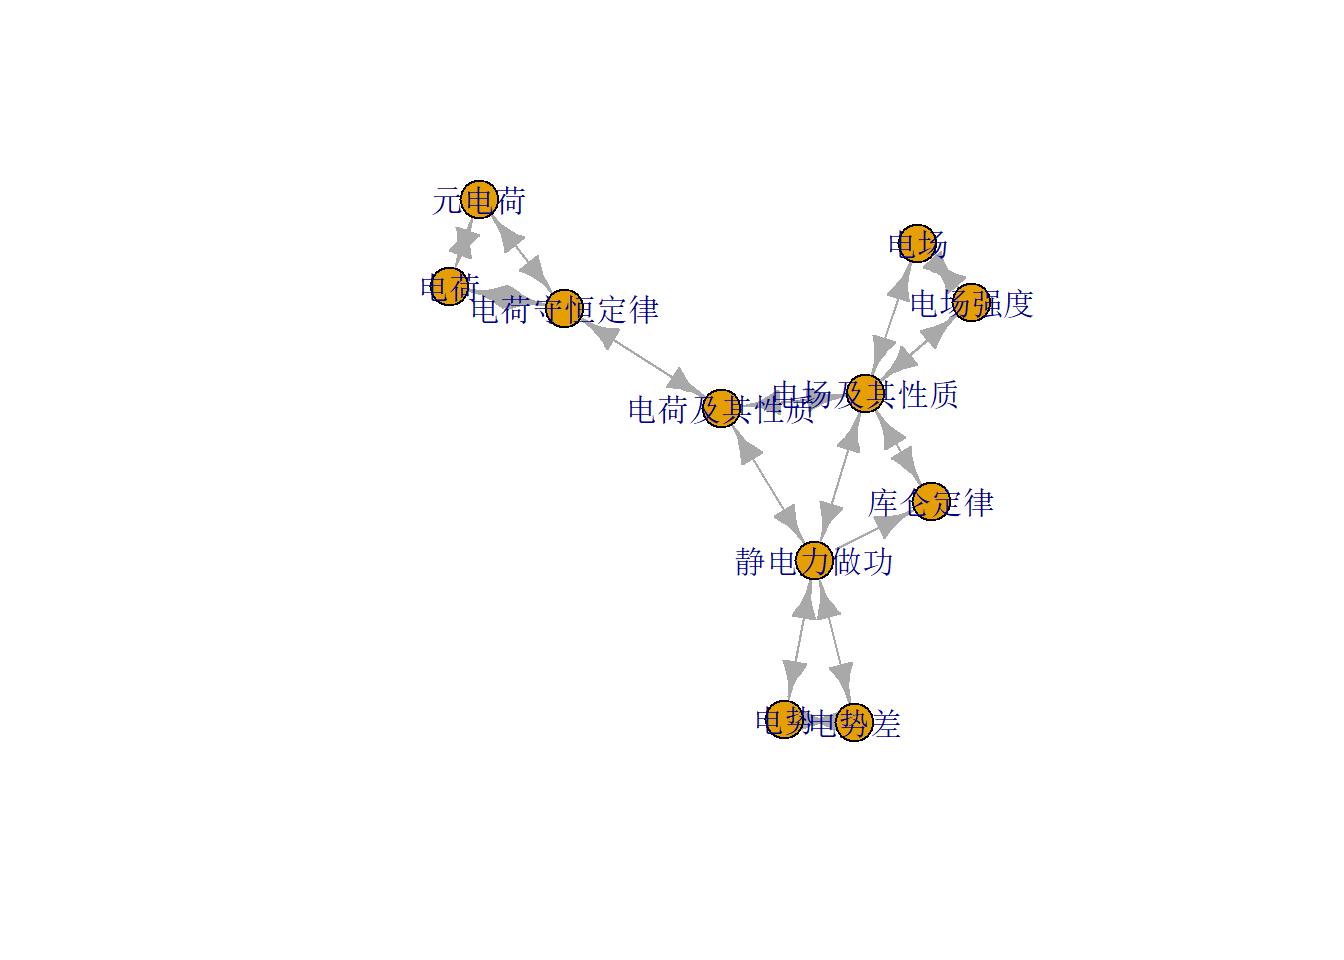 元电荷
电场
电荷
电场强度
电荷守恒定律
电场及其性质
电荷及其性质
库仑定律
静电力做功
电势
电势差